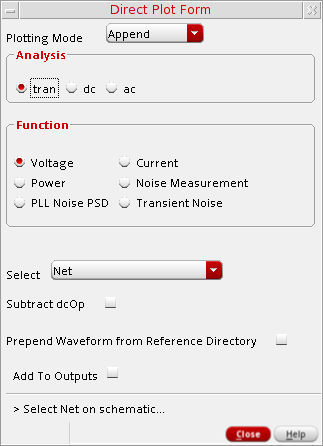 Direct Plot Form
Plotting Mode Append
Analysis
tran dc ac
Function
Voltage Current
Power Noise Measurement
PLL Noise PSD Transient Noise
Select Net
Subtract dcOp
Prepend Waveform from Reference Directory
Add To Outputs
> Select Net on schematic...
Close Help